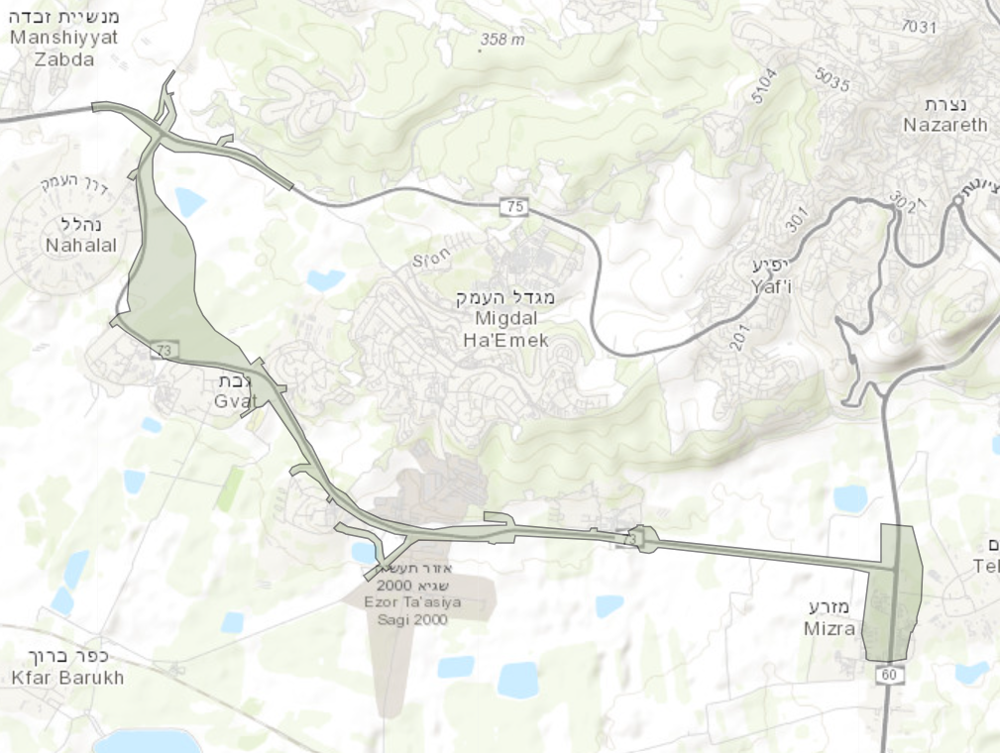 מנשיית זבדה
Manshiyyat
Zabda
358 m
7031
5104
5035
נצרת
Nazareth
דרך העמק
נהלל
Nahalal
75
301
3021
יפיע
Yaf'i
201
מגדל העמק
Migdal
Ha'Emek
73
גבת
Gvat
אזור תעשיה
שגיא 2000
Ezor Ta'asiya
Sagi 2000
מזרע
Mizra
כפר ברוך
Kfar Barukh
60